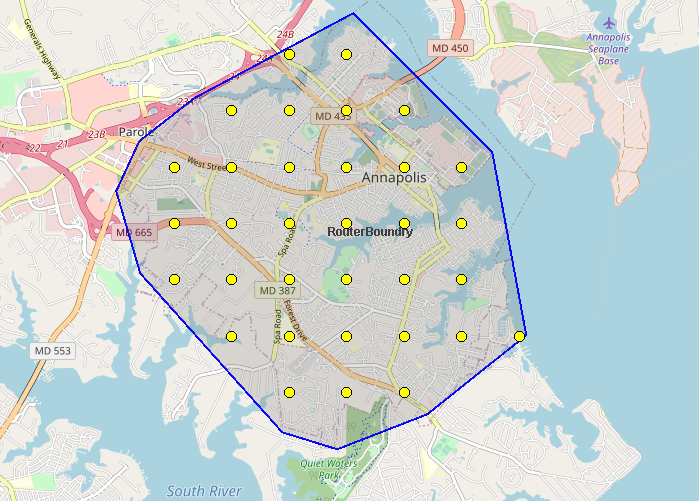 Generals Highway
24B
MD 450
Annapolis
Seaplane
Base
23A
MD 435
23B
Parole
22
21
West Street
Annapolis
MD 665
RouterBoundry
Spa Road
MD 387
Forest Drive
Spa Road
MD 553
Quiet Waters
Park
South River